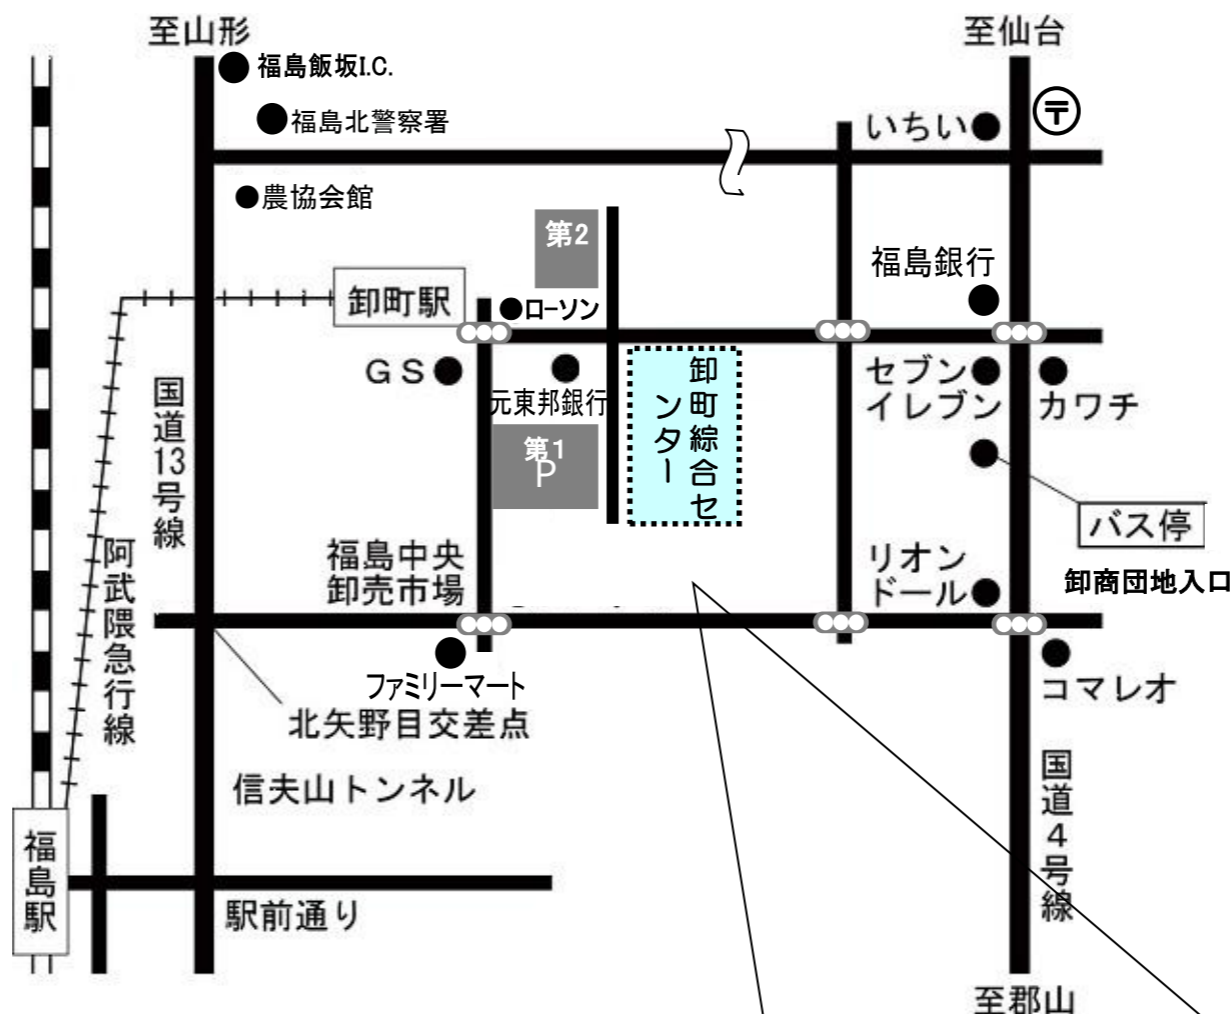 至山形
至仙台
福島飯坂I.C.
福島北警察署
いちい
〒
農協会館
第2
福島銀行
卸町駅
ローソン
GS
元東邦銀行
卸町綜合セ
ンター
セブン
イレブン
カワチ
国道13号線
第1
P
バス停
阿武隈急行線
福島中央
卸売市場
リオン
ドール
卸商団地入口
ファミリーマート
コマレオ
北矢野目交差点
信夫山トンネル
国道4号線
福島駅
駅前通り
至郡山